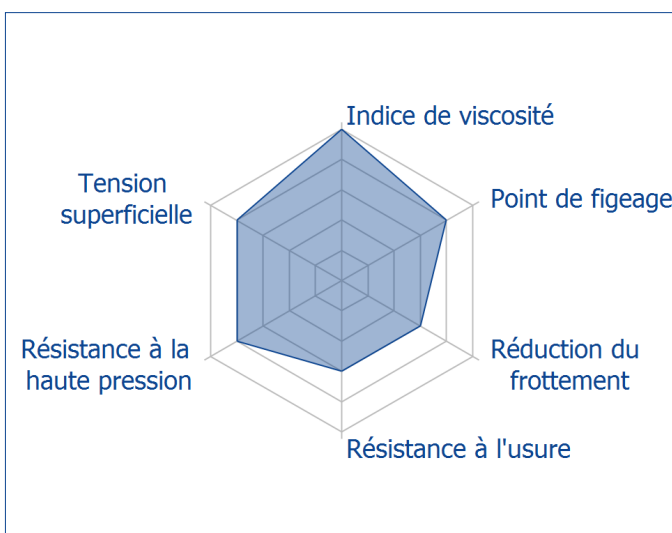 Indice de viscosité
Tension
superficielle
Point de figeage
Résistance à la
haute pression
Réduction du
frottement
Résistance à l'usure